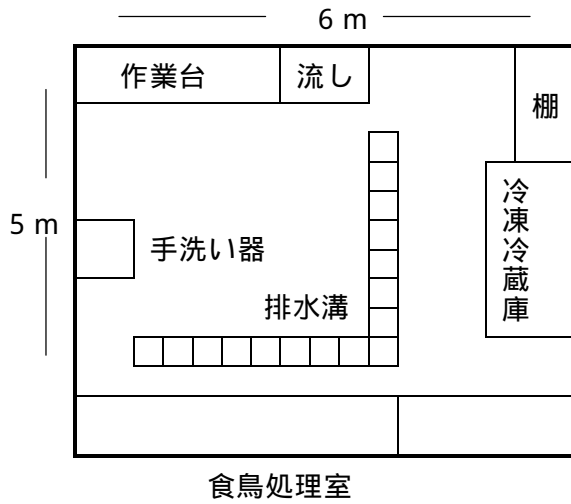 6 m
作業台
流し
棚
冷凍冷蔵庫
5 m
手洗い器
排水溝
食鳥処理室